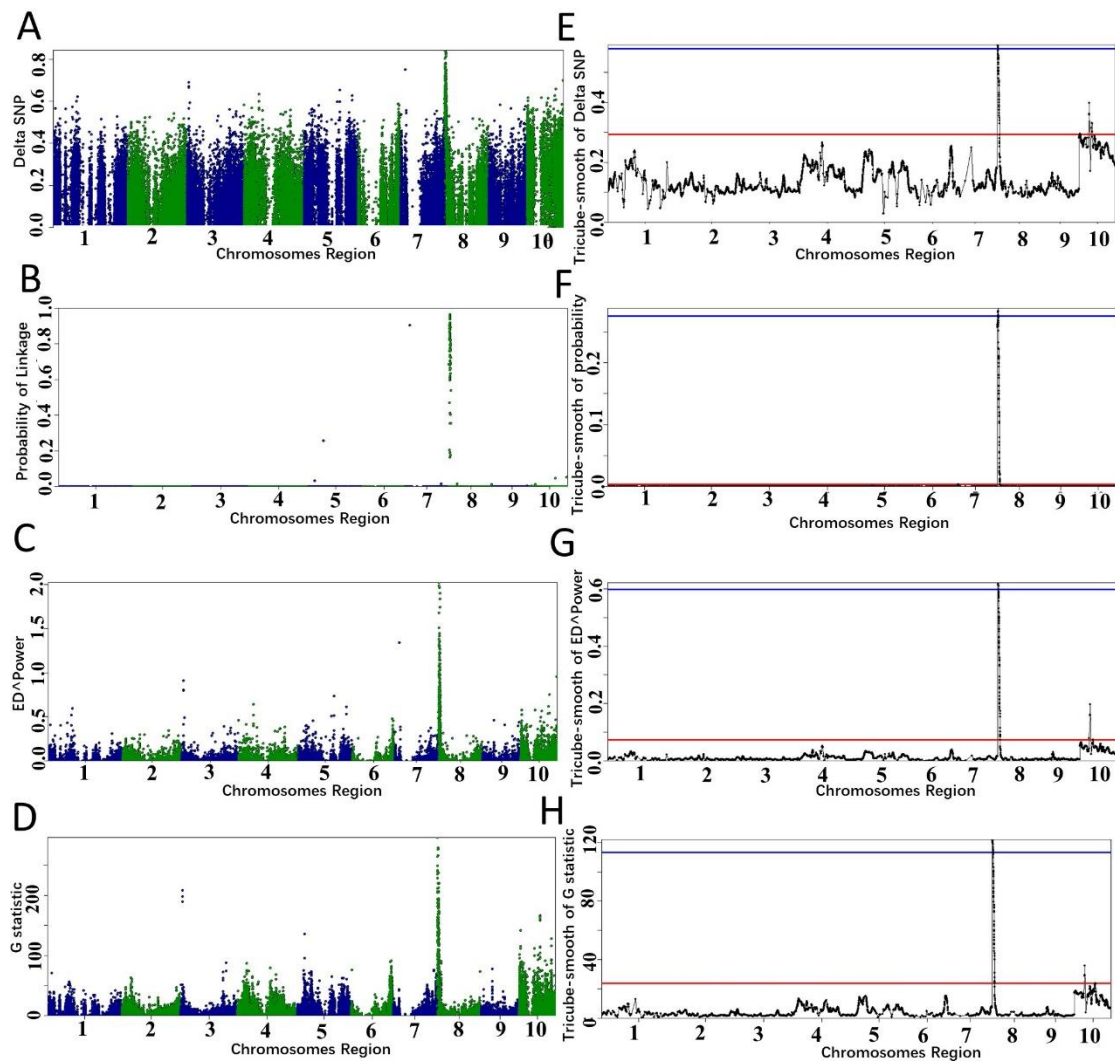 A
Delta SNP
0.0 0.2 0.4 0.6 0.8
1 2 3 4 5 6 7 8 9 10
Chromosomes Region
B
Probability of Linkage
0.0 0.2 0.4 0.6 0.8 1.0
1 2 3 4 5 6 7 8 9 10
Chromosomes Region
C
ED^Power
0.0 0.5 1.0 1.5 2.0
1 2 3 4 5 6 7 8 9 10
Chromosomes Region
D
G statistic
0 100 200
1 2 3 4 5 6 7 8 9 10
Chromosomes Region
E
Tricube-smooth of Delta SNP
0.0 0.2 0.4
1 2 3 4 5 6 7 8 9 10
Chromosomes Region
F
Tricube-smooth of probability
0.0 0.1 0.2
1 2 3 4 5 6 7 8 9 10
Chromosomes Region
G
Tricube-smooth of ED^Power
0.0 0.2 0.4 0.6
1 2 3 4 5 6 7 8 9 10
Chromosomes Region
H
Tricube-smooth of G statistic
0 20 60 120
1 2 3 4 5 6 7 8 9 10
Chromosomes Region